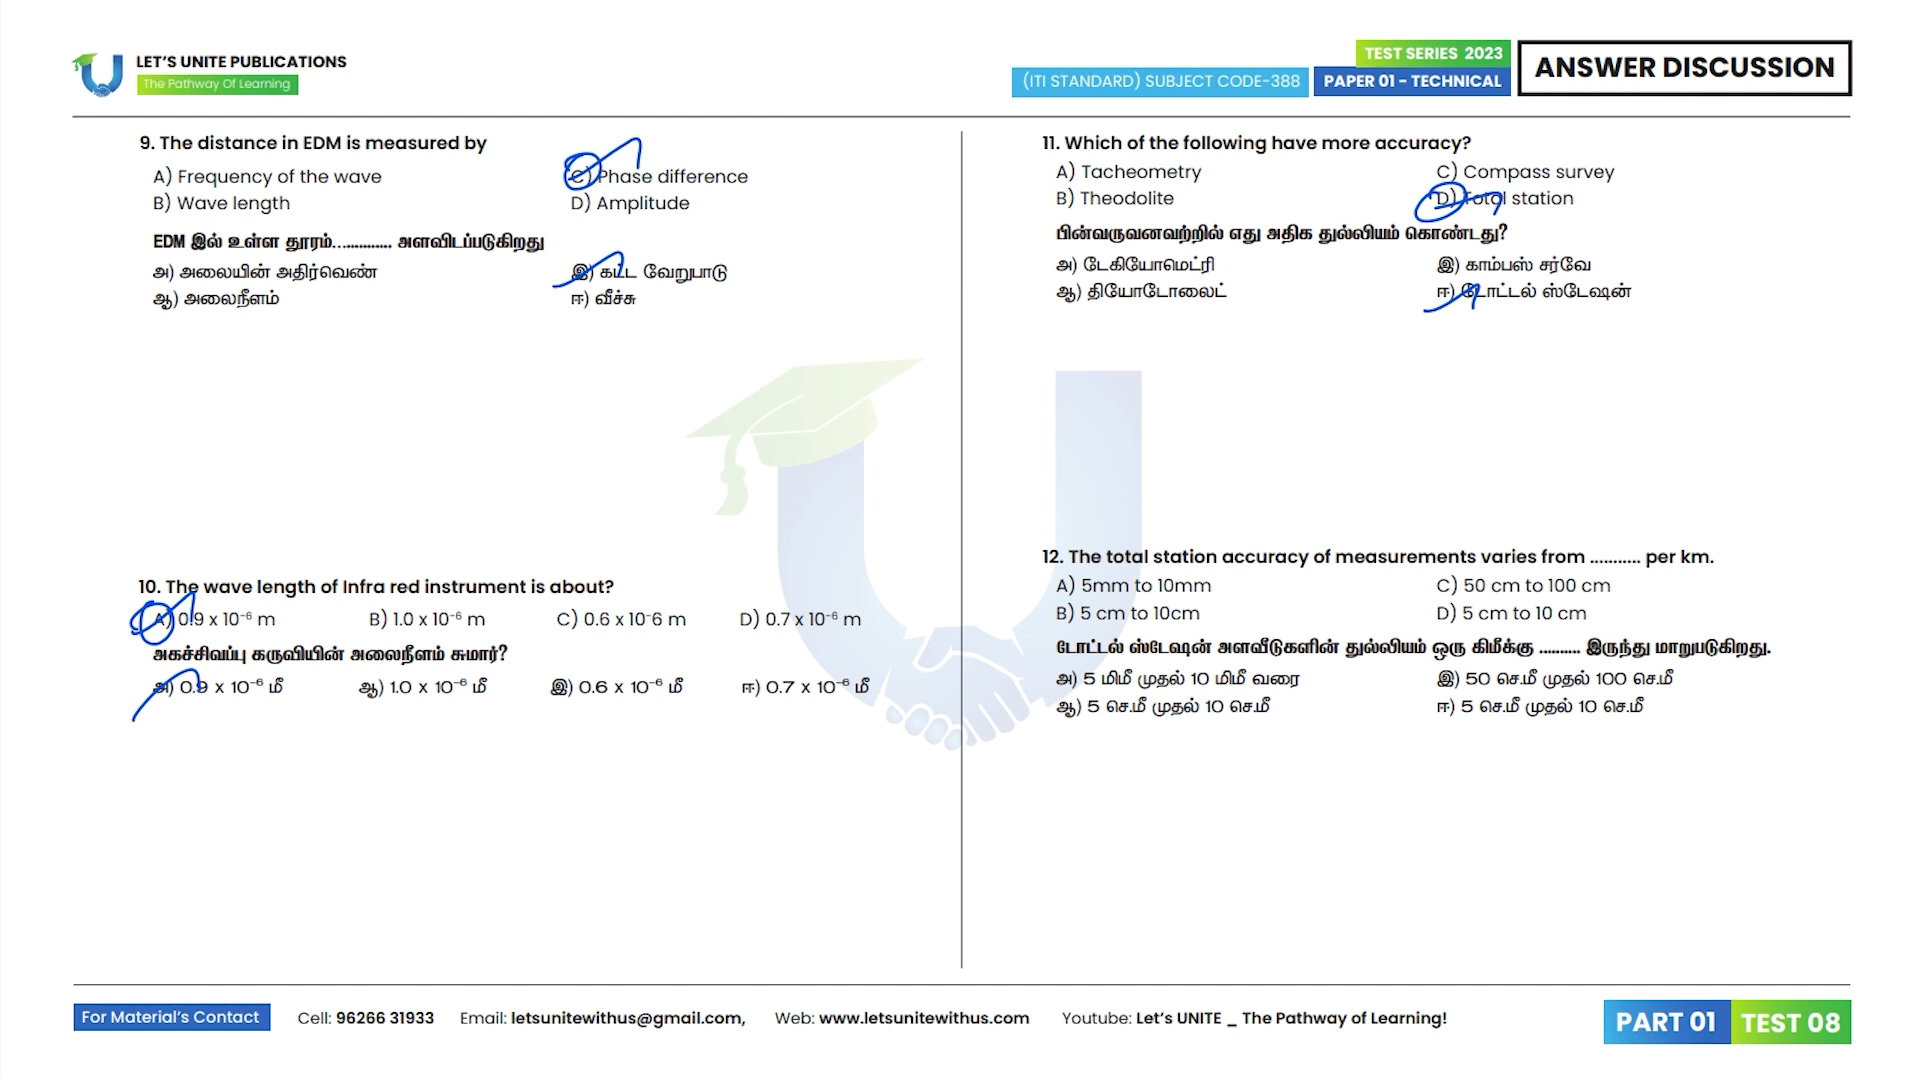 LET'S UNITE PUBLICATIONS
The Pathway Of Learning
TEST SERIES 2023
(ITI STANDARD) SUBJECT CODE-388
PAPER 01 - TECHNICAL
ANSWER DISCUSSION
9. The distance in EDM is measured by
A) Frequency of the wave
C) Phase difference
B) Wave length
D) Amplitude
EDM இல் உள்ள தூரம்............... அளவிடப்படுகிறது
அ) அலையின் அதிர்வெண்
இ) கட்ட வேறுபாடு
ஆ) அலைநீளம்
ஈ) வீச்சு
10. The wave length of Infra red instrument is about?
A) 0.9 x 10⁻⁶ m
B) 1.0 x 10⁻⁶ m
C) 0.6 x 10⁻6 m
D) 0.7 x 10⁻⁶ m
அகச்சிவப்பு கருவியின் அலைநீளம் சுமார்?
அ) 0.9 x 10⁻⁶ மீ
ஆ) 1.0 x 10⁻⁶ மீ
இ) 0.6 x 10⁻⁶ மீ
ஈ) 0.7 x 10⁻⁶ மீ
11. Which of the following have more accuracy?
A) Tacheometry
C) Compass survey
B) Theodolite
D) Total station
பின்வருவனவற்றில் எது அதிக துல்லியம் கொண்டது?
அ) டேகியோமெட்ரி
இ) காம்பஸ் சர்வே
ஆ) தியோடோலைட்
ஈ) டோட்டல் ஸ்டேஷன்
12. The total station accuracy of measurements varies from ........... per km.
A) 5mm to 10mm
C) 50 cm to 100 cm
B) 5 cm to 10cm
D) 5 cm to 10 cm
டோட்டல் ஸ்டேஷன் அளவீடுகளின் துல்லியம் ஒரு கிமீக்கு .......... இருந்து மாறுபடுகிறது.
அ) 5 மிமீ முதல் 10 மிமீ வரை
இ) 50 செ.மீ முதல் 100 செ.மீ
ஆ) 5 செ.மீ முதல் 10 செ.மீ
ஈ) 5 செ.மீ முதல் 10 செ.மீ
For Material's Contact
Cell: 96266 31933
Email: letsunitewithus@gmail.com,
Web: www.letsunitewithus.com
Youtube: Let's UNITE _ The Pathway of Learning!
PART 01
TEST 08